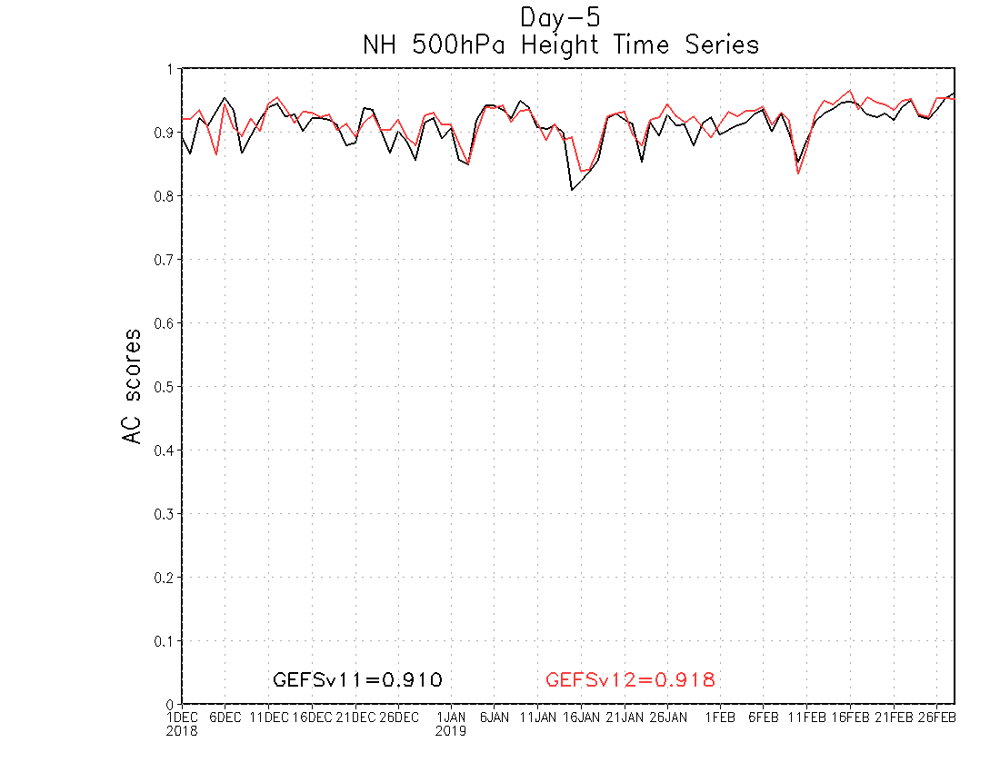 Day-5
NH 500hPa Height Time Series
AC scores
1
0.9
0.8
0.7
0.6
0.5
0.4
0.3
0.2
0.1
0
GEFSv11=0.910 GEFSv12=0.918
1DEC 6DEC 11DEC 16DEC 21DEC 26DEC 1JAN 6JAN 11JAN 16JAN 21JAN 26JAN 1FEB 6FEB 11FEB 16FEB 21FEB 26FEB
2018 2019